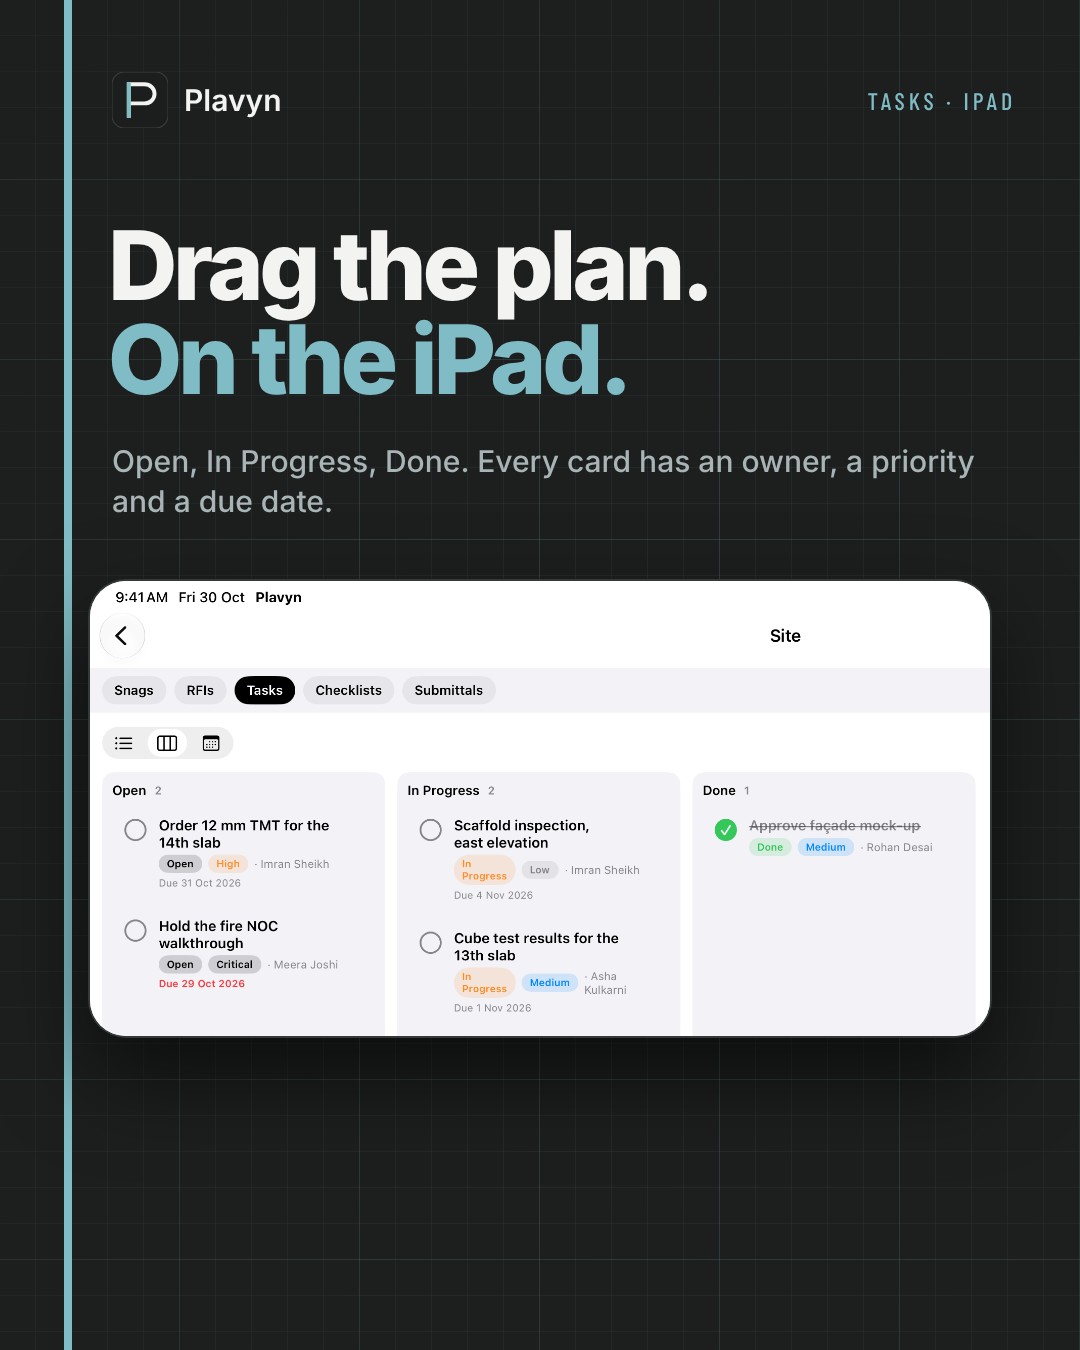 Plavyn
TASKS · IPAD
Drag the plan.
On the iPad.
Open, In Progress, Done. Every card has an owner, a priority
and a due date.
9:41 AM Fri 30 Oct Plavyn
Site
Snags RFIs Tasks Checklists Submittals
Open 2
Order 12 mm TMT for the
14th slab
Open High · Imran Sheikh
Due 31 Oct 2026
Hold the fire NOC
walkthrough
Open Critical · Meera Joshi
Due 29 Oct 2026
In Progress 2
Scaffold inspection,
east elevation
In
Progress
Low · Imran Sheikh
Due 4 Nov 2026
Cube test results for the
13th slab
In
Progress
Medium
· Asha
Kulkarni
Due 1 Nov 2026
Done 1
Approve façade mock-up
Done Medium · Rohan Desai